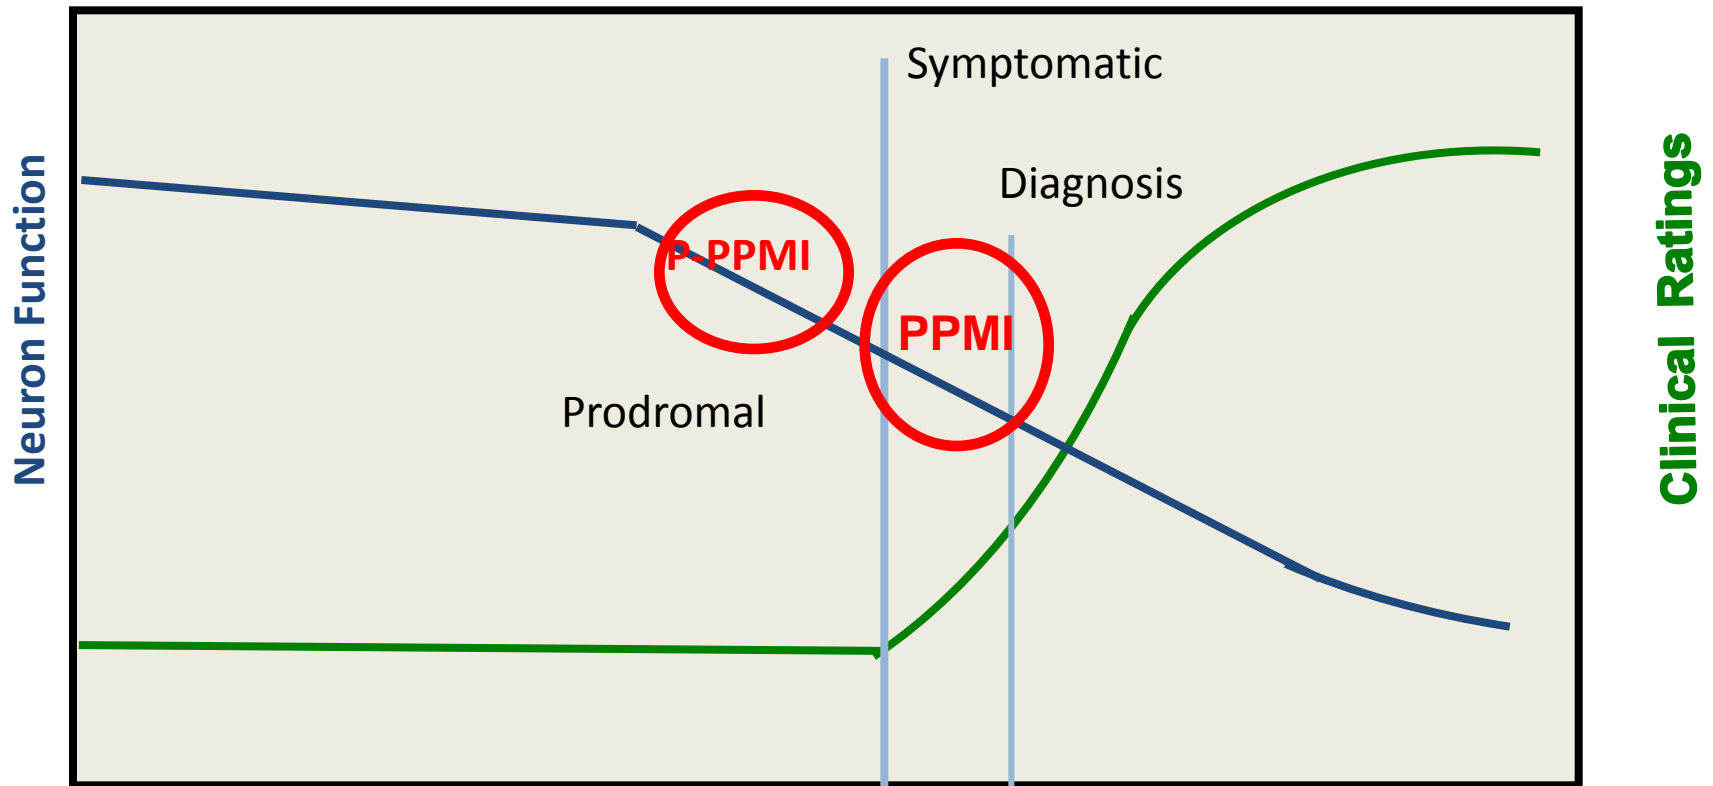 Symptomatic
Diagnosis
Neuron Function
P-PPMI
PPMI
Prodromal
Clinical Ratings